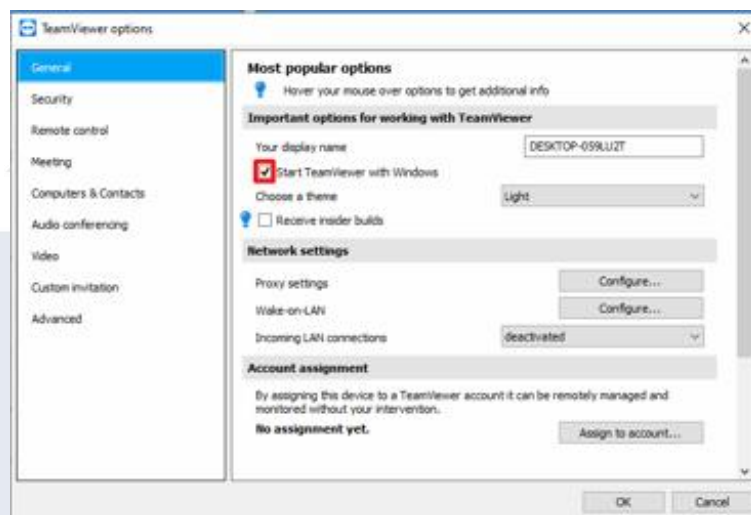 TeamViewer options
General
Security
Remote control
Meeting
Computers & Contacts
Audio conferencing
Video
Custom invitation
Advanced
Most popular options
Hover your mouse over options to get additional info
Important options for working with TeamViewer
Your display name DESKTOP-059LU2T
Start TeamViewer with Windows
Choose a theme Light
Receive insider builds
Network settings
Proxy settings Configure...
Wake-on-LAN Configure...
Incoming LAN connections deactivated
Account assignment
By assigning this device to a TeamViewer account it can be remotely managed and
monitored without your intervention.
No assignment yet. Assign to account...
OK Cancel